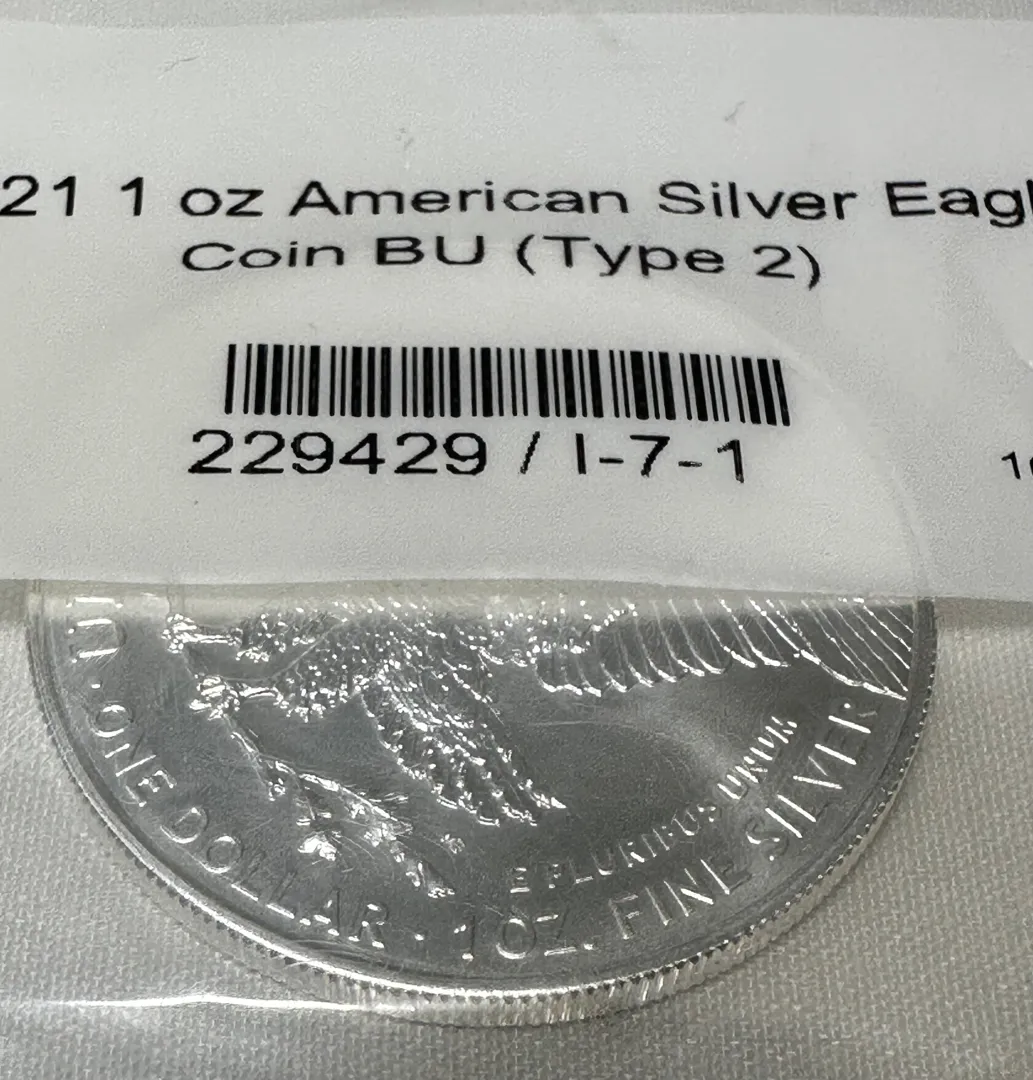 21 1 oz American Silver Eagl
Coin BU (Type 2)
229429 / I-7-1
ONE DOLLAR · 1 OZ. FINE SILVER
E PLURIBUS UNUM